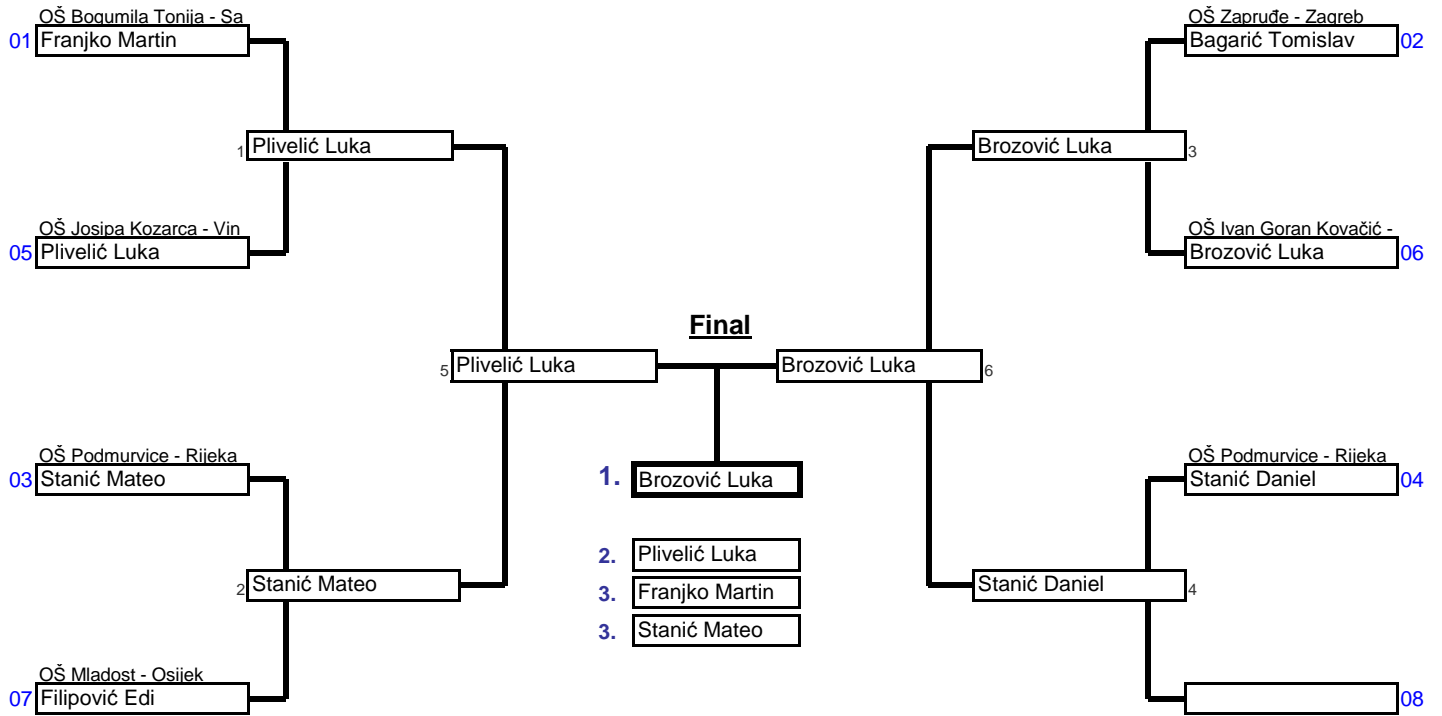 OŠ Bogumila Tonija - Sa
01 Franjko Martin
OŠ Zapruđe - Zagreb
Bagarić Tomislav 02
1 Plivelić Luka
Brozović Luka 3
OŠ Josipa Kozarca - Vin
05 Plivelić Luka
OŠ Ivan Goran Kovačić -
Brozović Luka 06
Final
5 Plivelić Luka
Brozović Luka 6
OŠ Podmurvice - Rijeka
03 Stanić Mateo
1. Brozović Luka
OŠ Podmurvice - Rijeka
Stanić Daniel 04
2. Plivelić Luka
3. Franjko Martin
3. Stanić Mateo
2 Stanić Mateo
Stanić Daniel 4
OŠ Mladost - Osijek
07 Filipović Edi
08